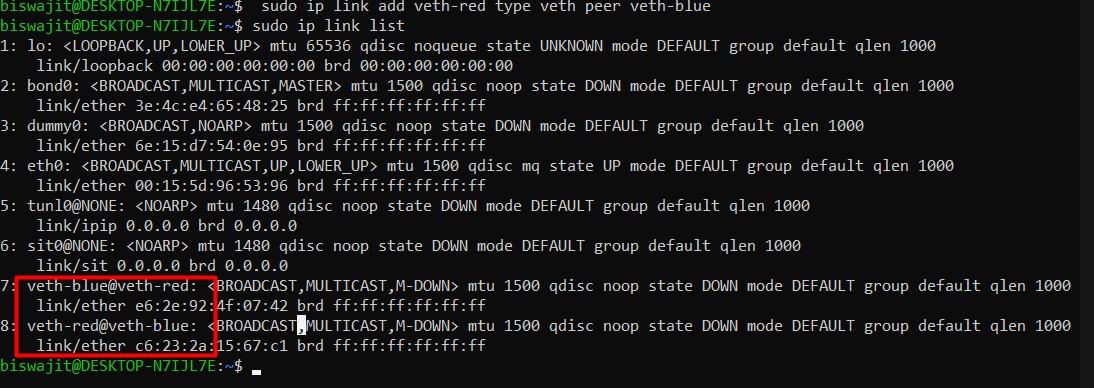 biswajit@DESKTOP-N7IJL7E:~$  sudo ip link add veth-red type veth peer veth-blue
biswajit@DESKTOP-N7IJL7E:~$ sudo ip link list
1: lo: <LOOPBACK,UP,LOWER_UP> mtu 65536 qdisc noqueue state UNKNOWN mode DEFAULT group default qlen 1000
    link/loopback 00:00:00:00:00:00 brd 00:00:00:00:00:00
2: bond0: <BROADCAST,MULTICAST,MASTER> mtu 1500 qdisc noop state DOWN mode DEFAULT group default qlen 1000
    link/ether 3e:4c:e4:65:48:25 brd ff:ff:ff:ff:ff:ff
3: dummy0: <BROADCAST,NOARP> mtu 1500 qdisc noop state DOWN mode DEFAULT group default qlen 1000
    link/ether 6e:15:d7:54:0e:95 brd ff:ff:ff:ff:ff:ff
4: eth0: <BROADCAST,MULTICAST,UP,LOWER_UP> mtu 1500 qdisc mq state UP mode DEFAULT group default qlen 1000
    link/ether 00:15:5d:96:53:96 brd ff:ff:ff:ff:ff:ff
5: tunl0@NONE: <NOARP> mtu 1480 qdisc noop state DOWN mode DEFAULT group default qlen 1000
    link/ipip 0.0.0.0 brd 0.0.0.0
6: sit0@NONE: <NOARP> mtu 1480 qdisc noop state DOWN mode DEFAULT group default qlen 1000
    link/sit 0.0.0.0 brd 0.0.0.0
7: veth-blue@veth-red: <BROADCAST,MULTICAST,M-DOWN> mtu 1500 qdisc noop state DOWN mode DEFAULT group default qlen 1000
    link/ether e6:2e:92:4f:07:42 brd ff:ff:ff:ff:ff:ff
8: veth-red@veth-blue: <BROADCAST,MULTICAST,M-DOWN> mtu 1500 qdisc noop state DOWN mode DEFAULT group default qlen 1000
    link/ether c6:23:2a:15:67:c1 brd ff:ff:ff:ff:ff:ff
biswajit@DESKTOP-N7IJL7E:~$